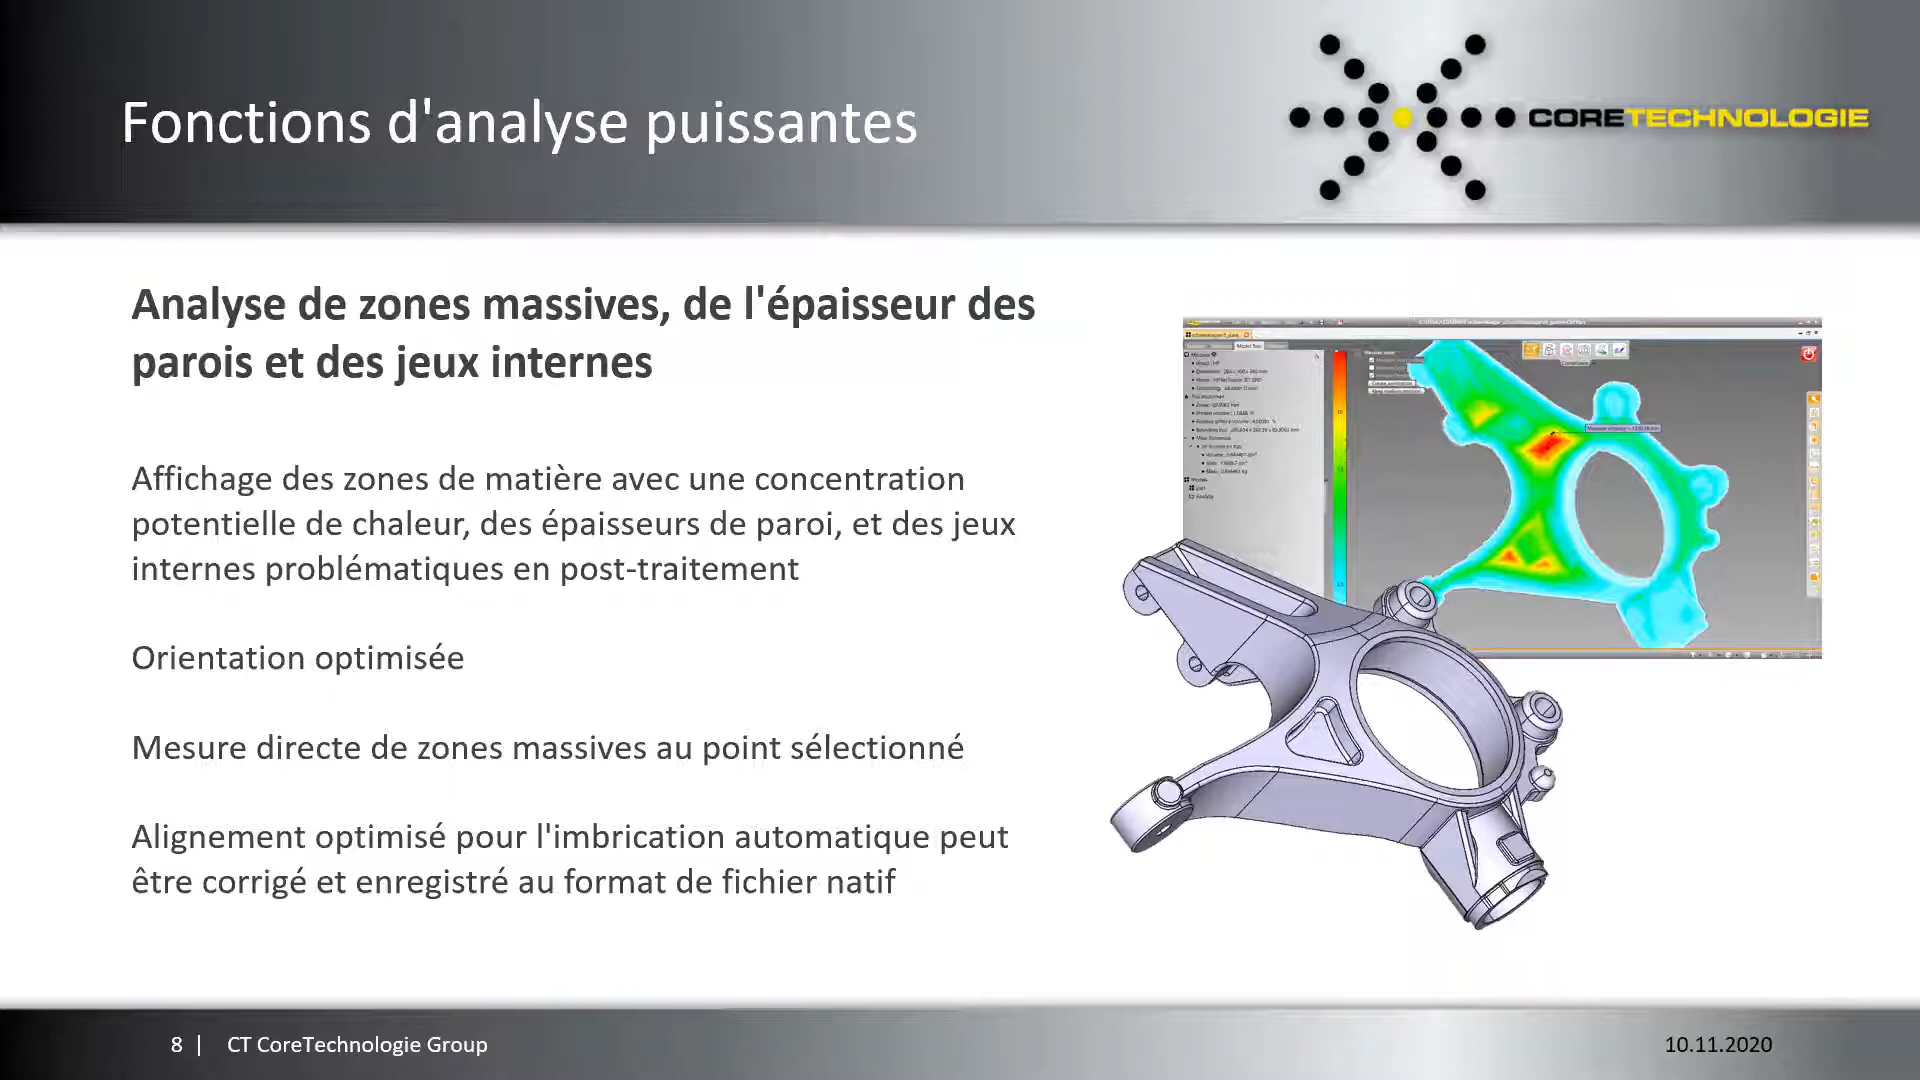 Fonctions d'analyse puissantes
CORETECHNOLOGIE
Analyse de zones massives, de l'épaisseur des
parois et des jeux internes
Affichage des zones de matière avec une concentration
potentielle de chaleur, des épaisseurs de paroi, et des jeux
internes problématiques en post-traitement
Orientation optimisée
Mesure directe de zones massives au point sélectionné
Alignement optimisé pour l'imbrication automatique peut
être corrigé et enregistré au format de fichier natif
8 | CT CoreTechnologie Group
10.11.2020